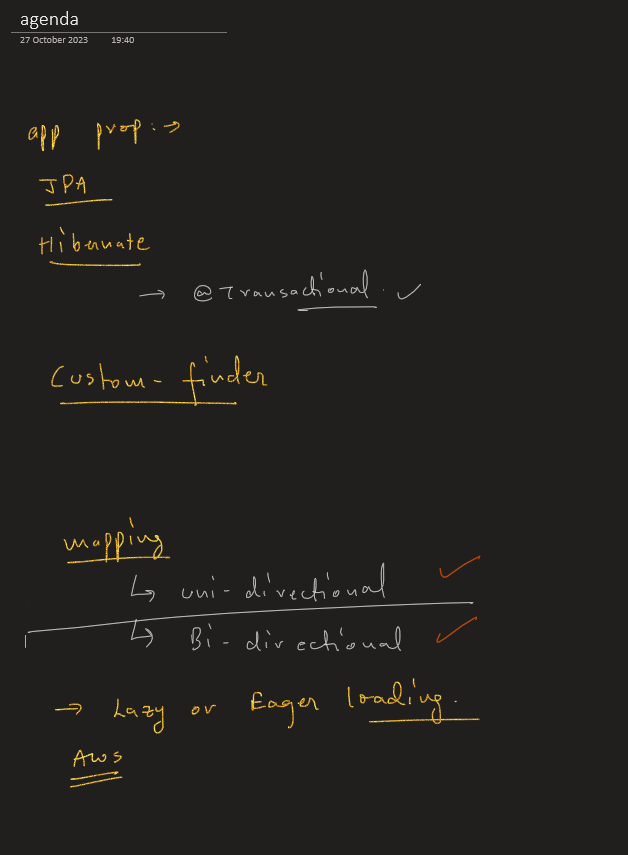 agenda
27 October 2023 19:40
app prop. →
JPA
Hibernate
→ @Transactional. ✓
Custom - finder
mapping
↳ uni-directional ✓
↳ Bi-directional ✓
→ Lazy or Eager loading.
Aws